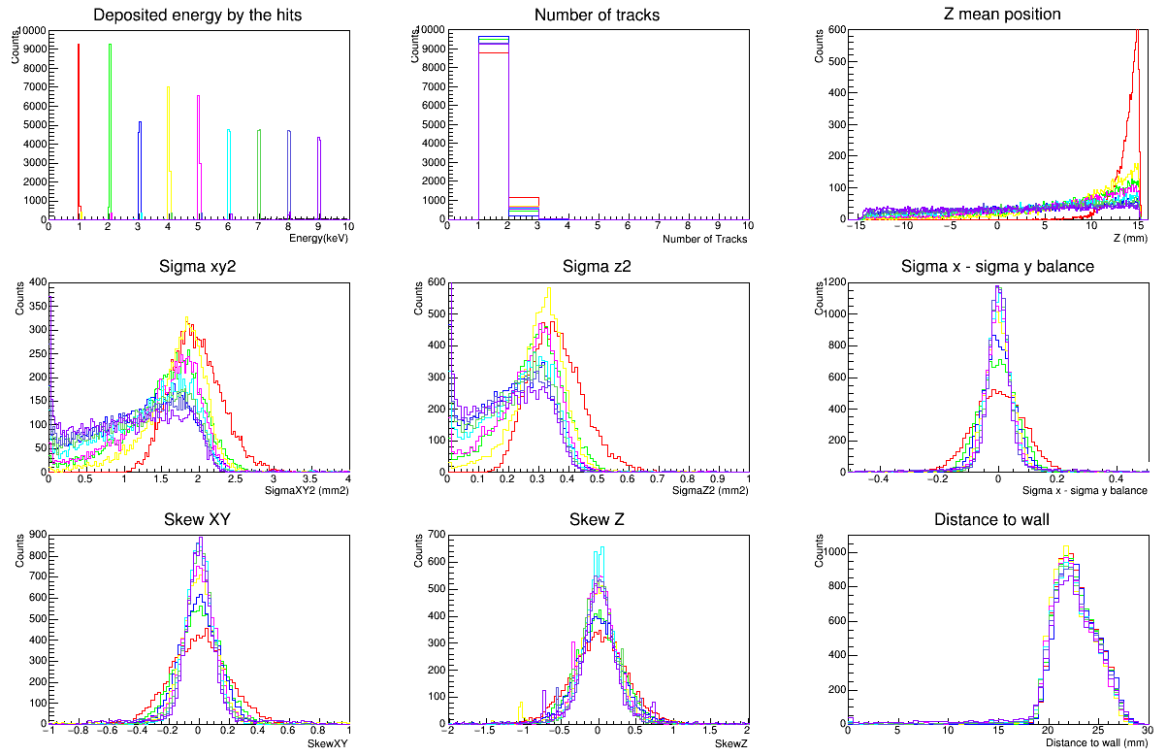 Deposited energy by the hits
Counts
10000
9000
8000
7000
6000
5000
4000
3000
2000
1000
0
0 1 2 3 4 5 6 7 8 9 10
Energy(keV)
Number of tracks
Counts
10000
9000
8000
7000
6000
5000
4000
3000
2000
1000
0
0 1 2 3 4 5 6 7 8 9 10
Number of Tracks
Z mean position
Counts
600
500
400
300
200
100
0
−15 −10 −5 0 5 10 15
Z (mm)
Sigma xy2
Counts
400
350
300
250
200
150
100
50
0
0 0.5 1 1.5 2 2.5 3 3.5 4
SigmaXY2 (mm2)
Sigma z2
Counts
600
500
400
300
200
100
0
0 0.1 0.2 0.3 0.4 0.5 0.6 0.7 0.8 0.9 1
SigmaZ2 (mm2)
Sigma x - sigma y balance
Counts
1200
1000
800
600
400
200
0
−0.4 −0.2 0 0.2 0.4
Sigma x - sigma y balance
Skew XY
Counts
900
800
700
600
500
400
300
200
100
0
−1 −0.8 −0.6 −0.4 −0.2 0 0.2 0.4 0.6 0.8 1
SkewXY
Skew Z
Counts
700
600
500
400
300
200
100
0
−2 −1.5 −1 −0.5 0 0.5 1 1.5 2
SkewZ
Distance to wall
Counts
1000
800
600
400
200
0
0 5 10 15 20 25 30
Distance to wall (mm)